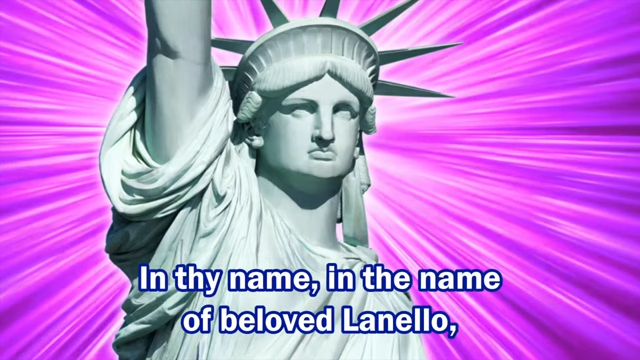 In thy name, in the name
of beloved Lanello,